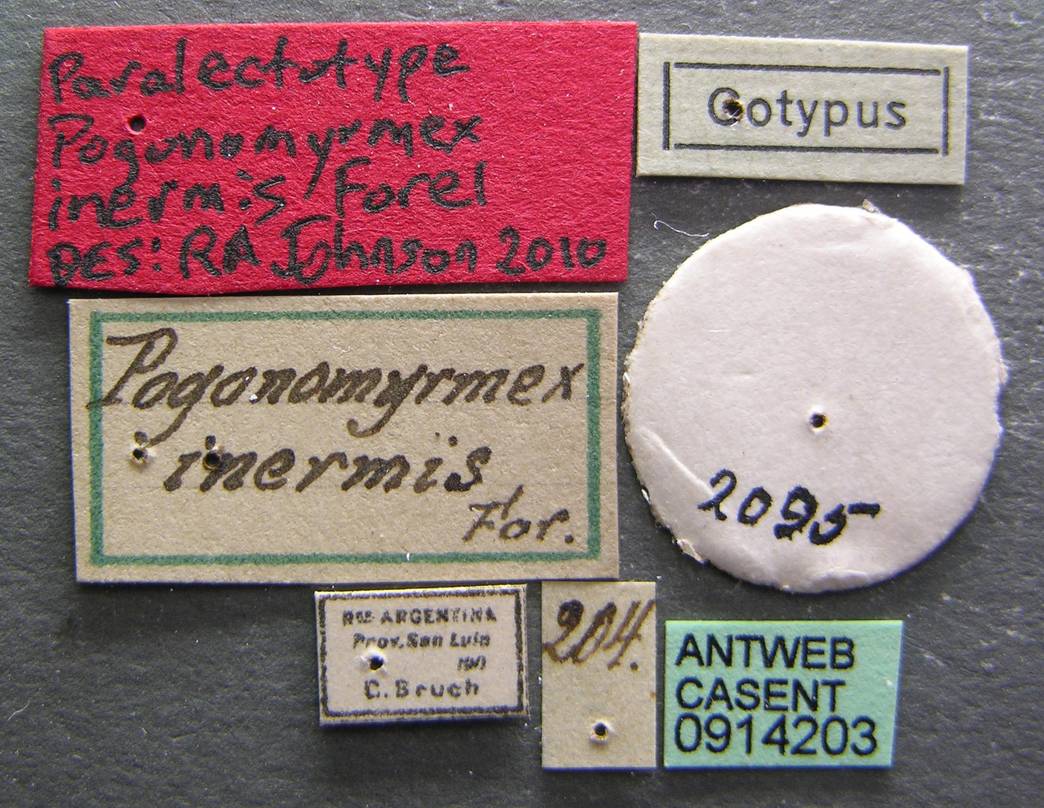 Paralectotype
Pogonomyrmex
inermis Forel
DES: RA Johnson 2010
Cotypus
Pogonomyrmex
inermis
For.
2095
ARGENTINA
Prov. San Luis
C. Bruch
204.
ANTWEB
CASENT
0914203